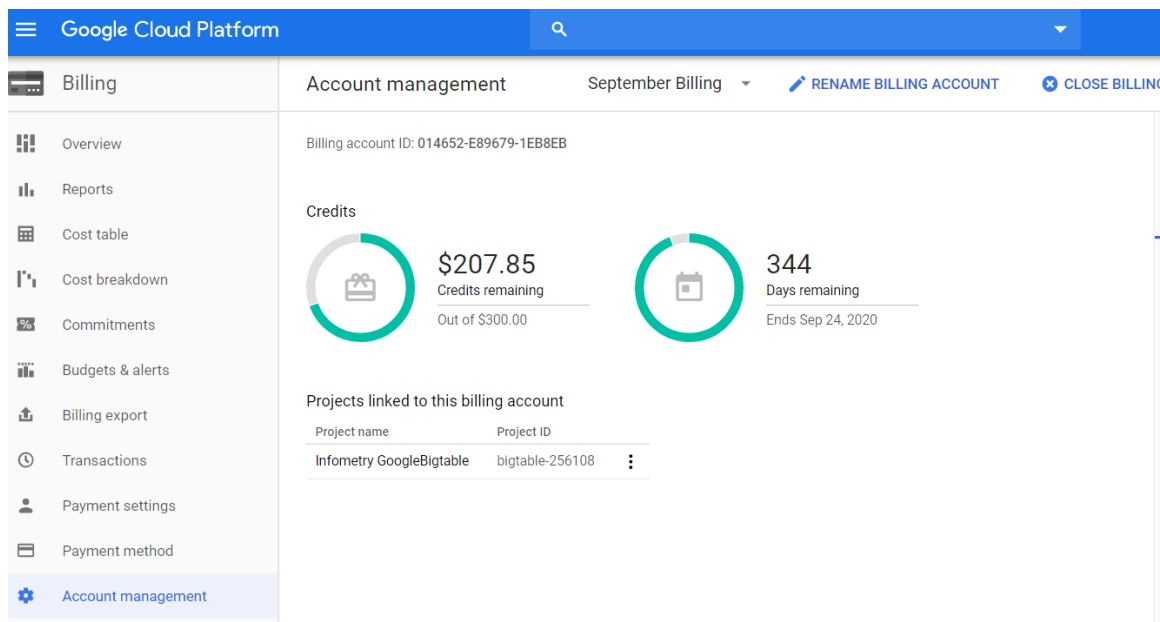 Google Cloud Platform
Billing
Account management
September Billing
RENAME BILLING ACCOUNT
CLOSE BILLING
Overview
Reports
Cost table
Cost breakdown
Commitments
Budgets & alerts
Billing export
Transactions
Payment settings
Payment method
Account management
Billing account ID: 014652-E89679-1EB8EB
Credits
$207.85
Credits remaining
Out of $300.00
344
Days remaining
Ends Sep 24, 2020
Projects linked to this billing account
Project name Project ID
Infometry GoogleBigtable bigtable-256108